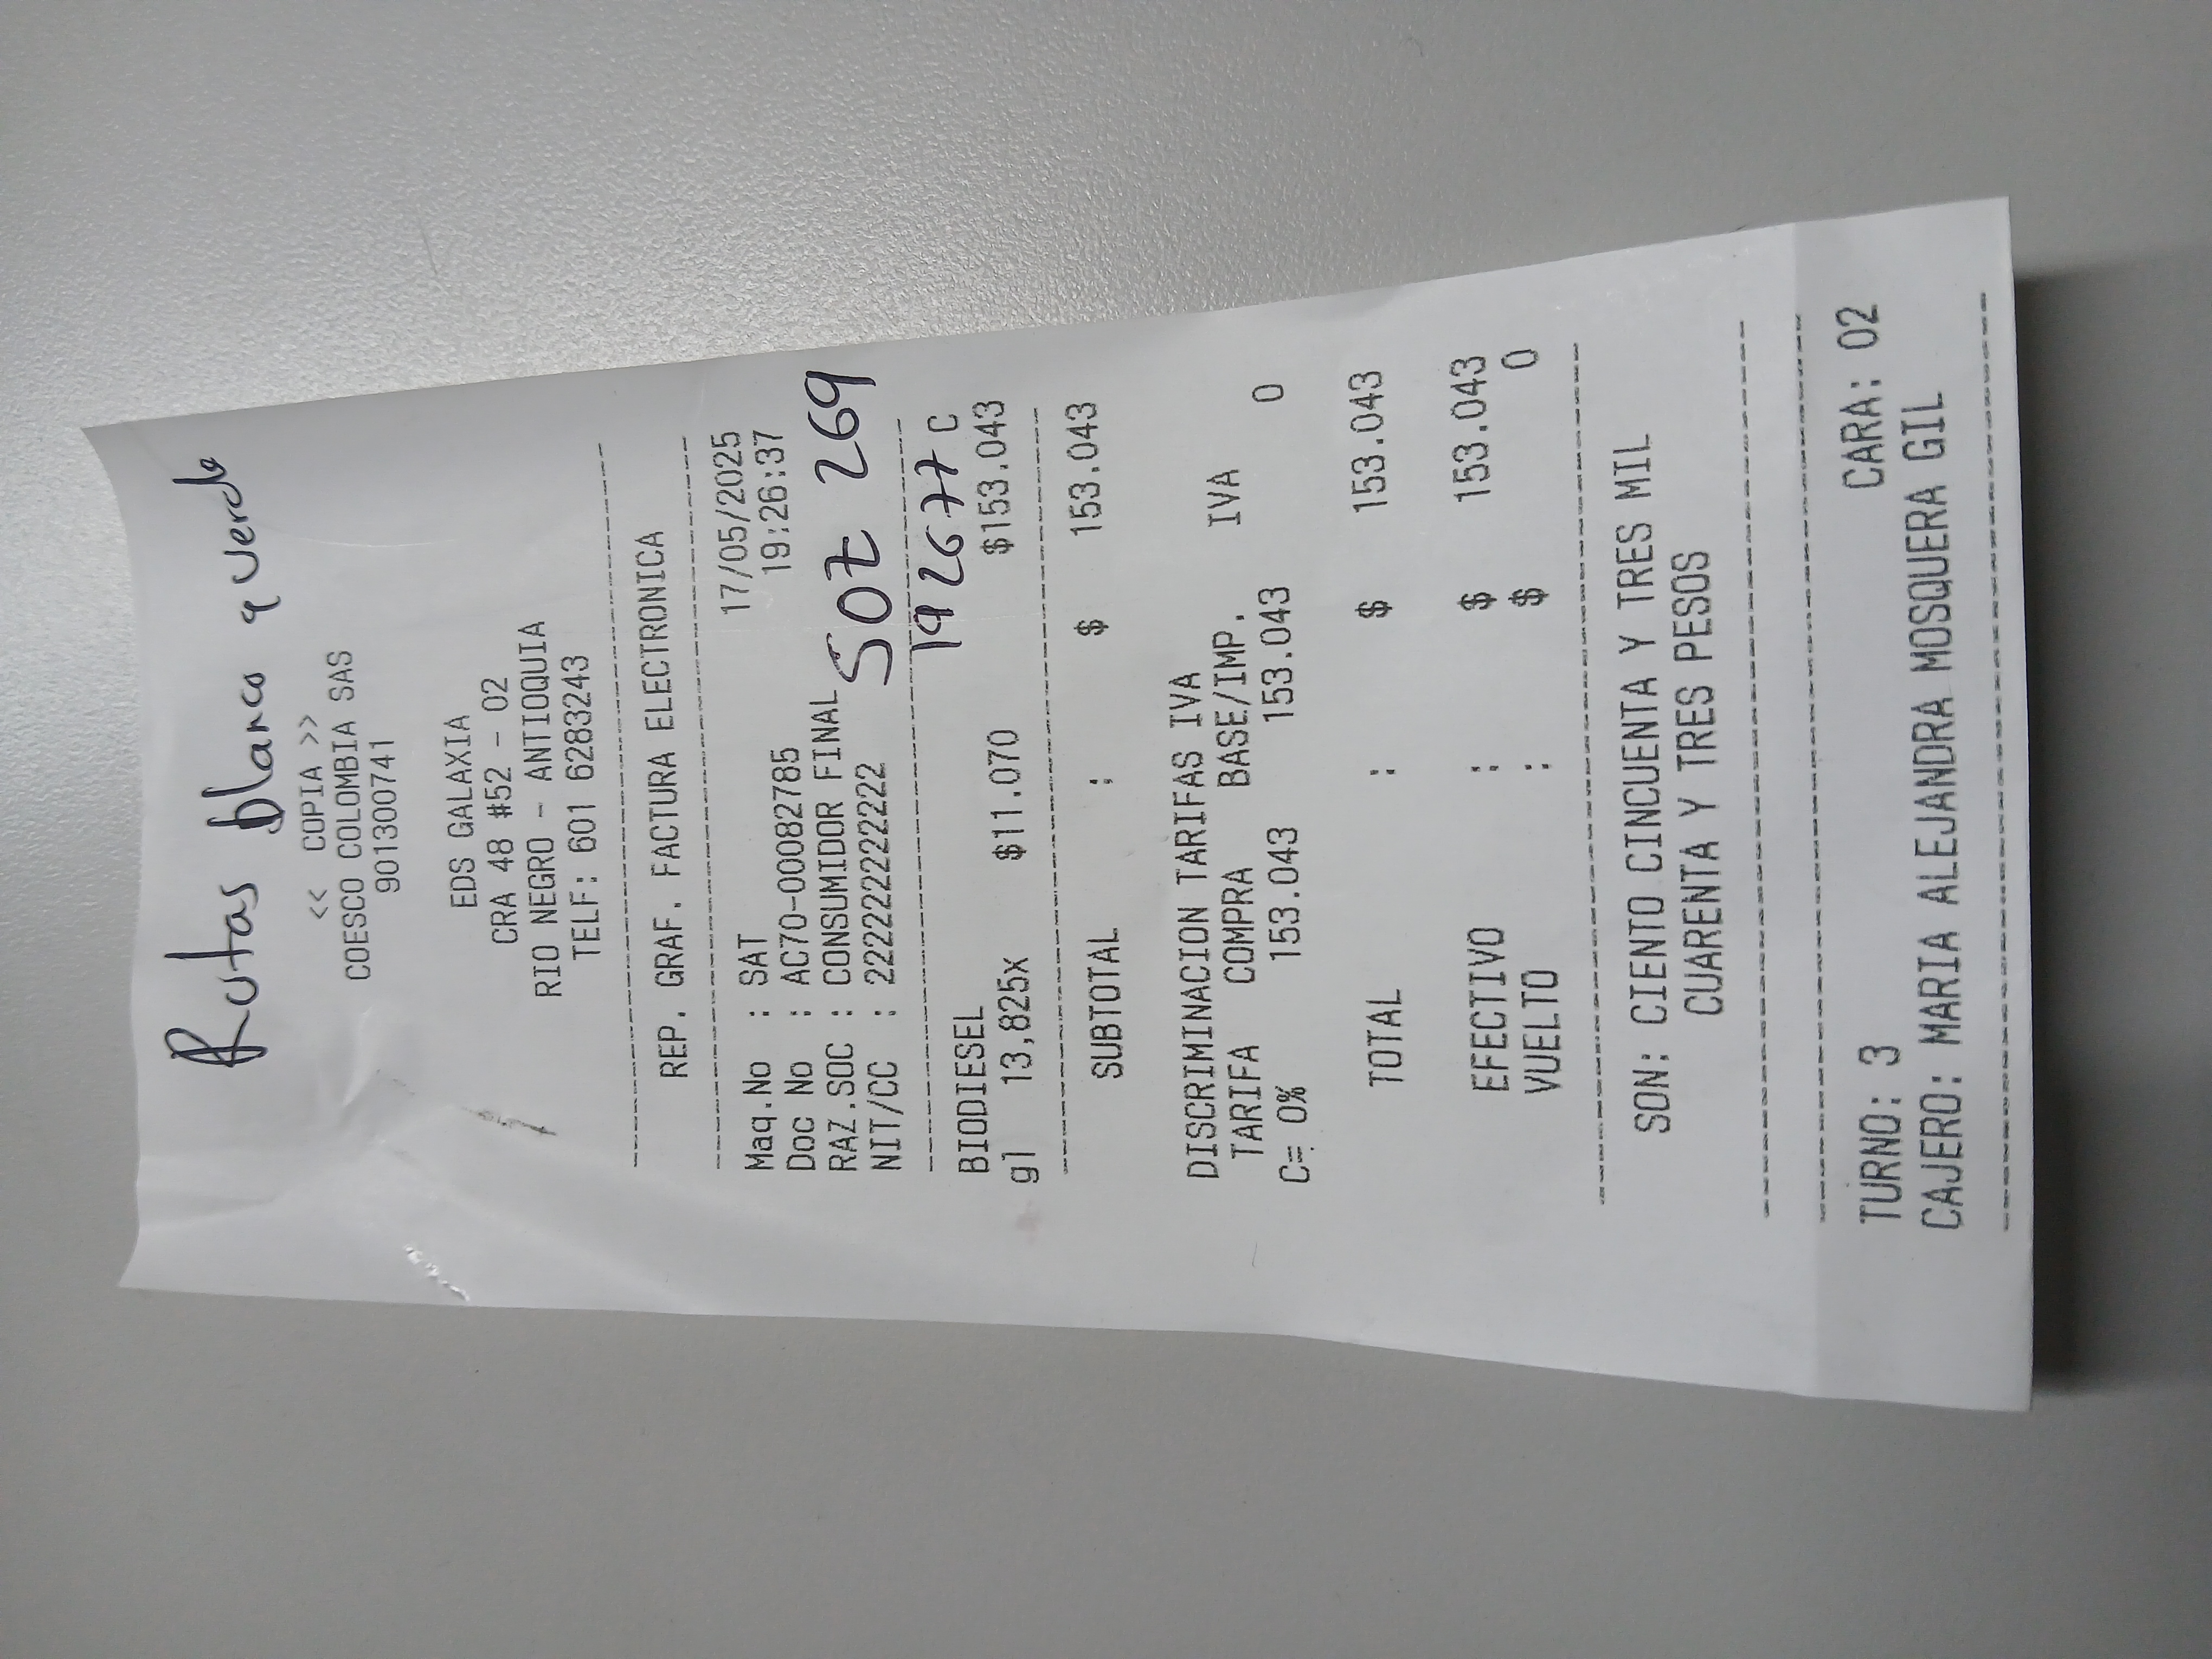 Rutas blanco y verde
<< COPIA >>
COESCO COLOMBIA SAS
901300741
EDS GALAXIA
CRA 48 #52 - 02
RIO NEGRO - ANTIOQUIA
TELF: 601 6283243
REP. GRAF. FACTURA ELECTRONICA
17/05/2025
Maq.No : SAT 19:26:37
Doc No : AC70-00082785
RAZ.SOC : CONSUMIDOR FINAL
SOZ 269
NIT/CC : 222222222222
192677 C
BIODIESEL
gl 13,825x $11.070 $153.043
SUBTOTAL : $ 153.043
DISCRIMINACION TARIFAS IVA
TARIFA COMPRA BASE/IMP. IVA
C= 0% 153.043 153.043 0
TOTAL : $ 153.043
EFECTIVO : $ 153.043
VUELTO : $ 0
SON: CIENTO CINCUENTA Y TRES MIL
CUARENTA Y TRES PESOS
TURNO: 3 CARA: 02
CAJERO: MARIA ALEJANDRA MOSQUERA GIL